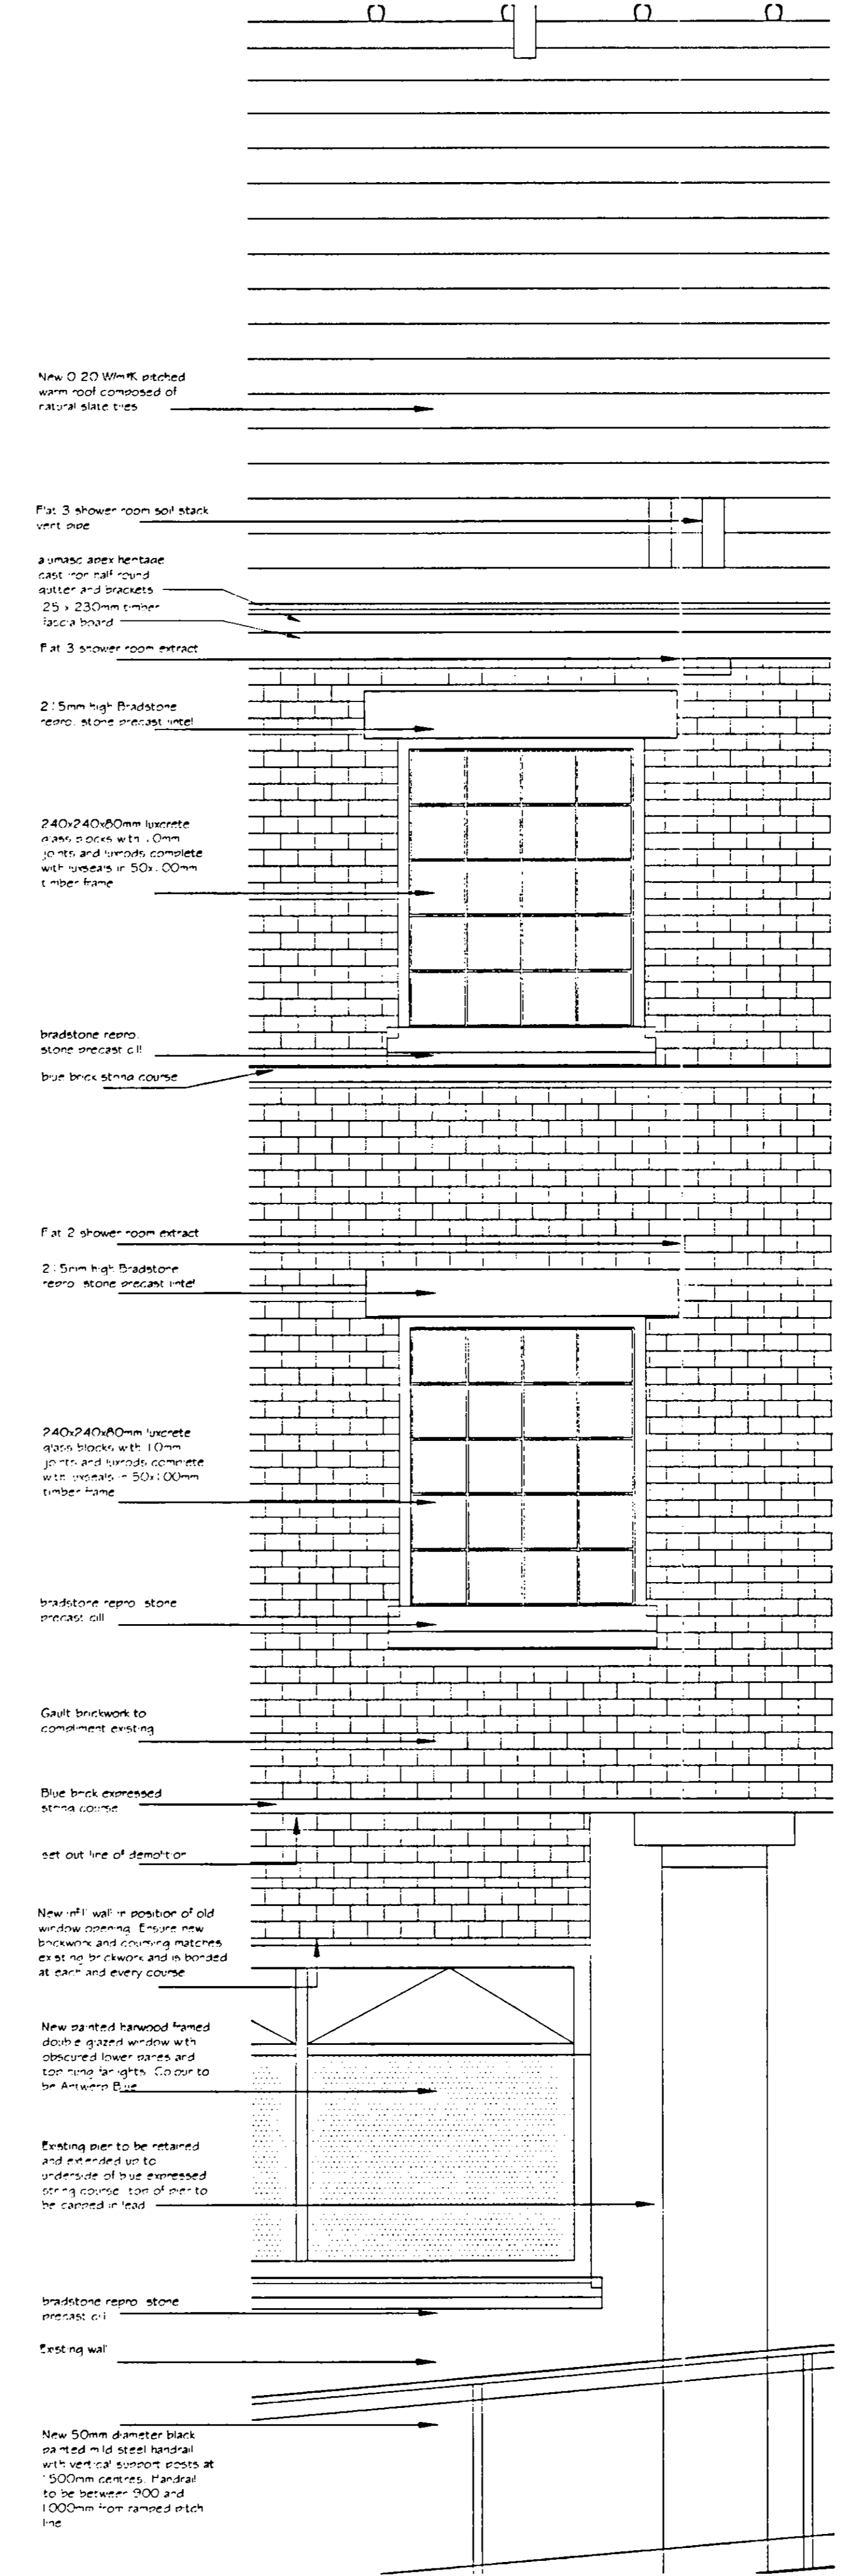 New 0.20 W/m²K pitched
warm roof composed of
natural slate tiles
Flat 3 shower room soil stack
vent pipe
alumasc apex heritage
cast iron half round
gutter and brackets
25 x 230mm timber
fascia board
Flat 3 shower room extract
215mm high Bradstone
repro. stone precast lintel
240x240x80mm luxcrete
glass blocks with 10mm
joints and luxrods complete
with luxseals in 50x100mm
timber frame
bradstone repro.
stone precast cill
blue brick string course
Flat 2 shower room extract
215mm high Bradstone
repro. stone precast lintel
240x240x80mm luxcrete
glass blocks with 10mm
joints and luxrods complete
with luxseals in 50x100mm
timber frame
bradstone repro. stone
precast cill
Gault brickwork to
compliment existing
Blue brick expressed
string course
set out line of demolition
New infill wall in position of old
window opening. Ensure new
brickwork and coursing matches
existing brickwork and is bonded
at each and every course
New painted harwood framed
double glazed window with
obscured lower panes and
top hung fanlights. Colour to
be Antwerp Blue
Existing pier to be retained
and extended up to
underside of blue expressed
string course. top of pier to
be capped in lead
bradstone repro. stone
precast cill
Existing wall
New 50mm diameter black
painted mild steel handrail
with vertical support posts at
1500mm centres. Handrail
to be between 900 and
1000mm from ramped pitch
line